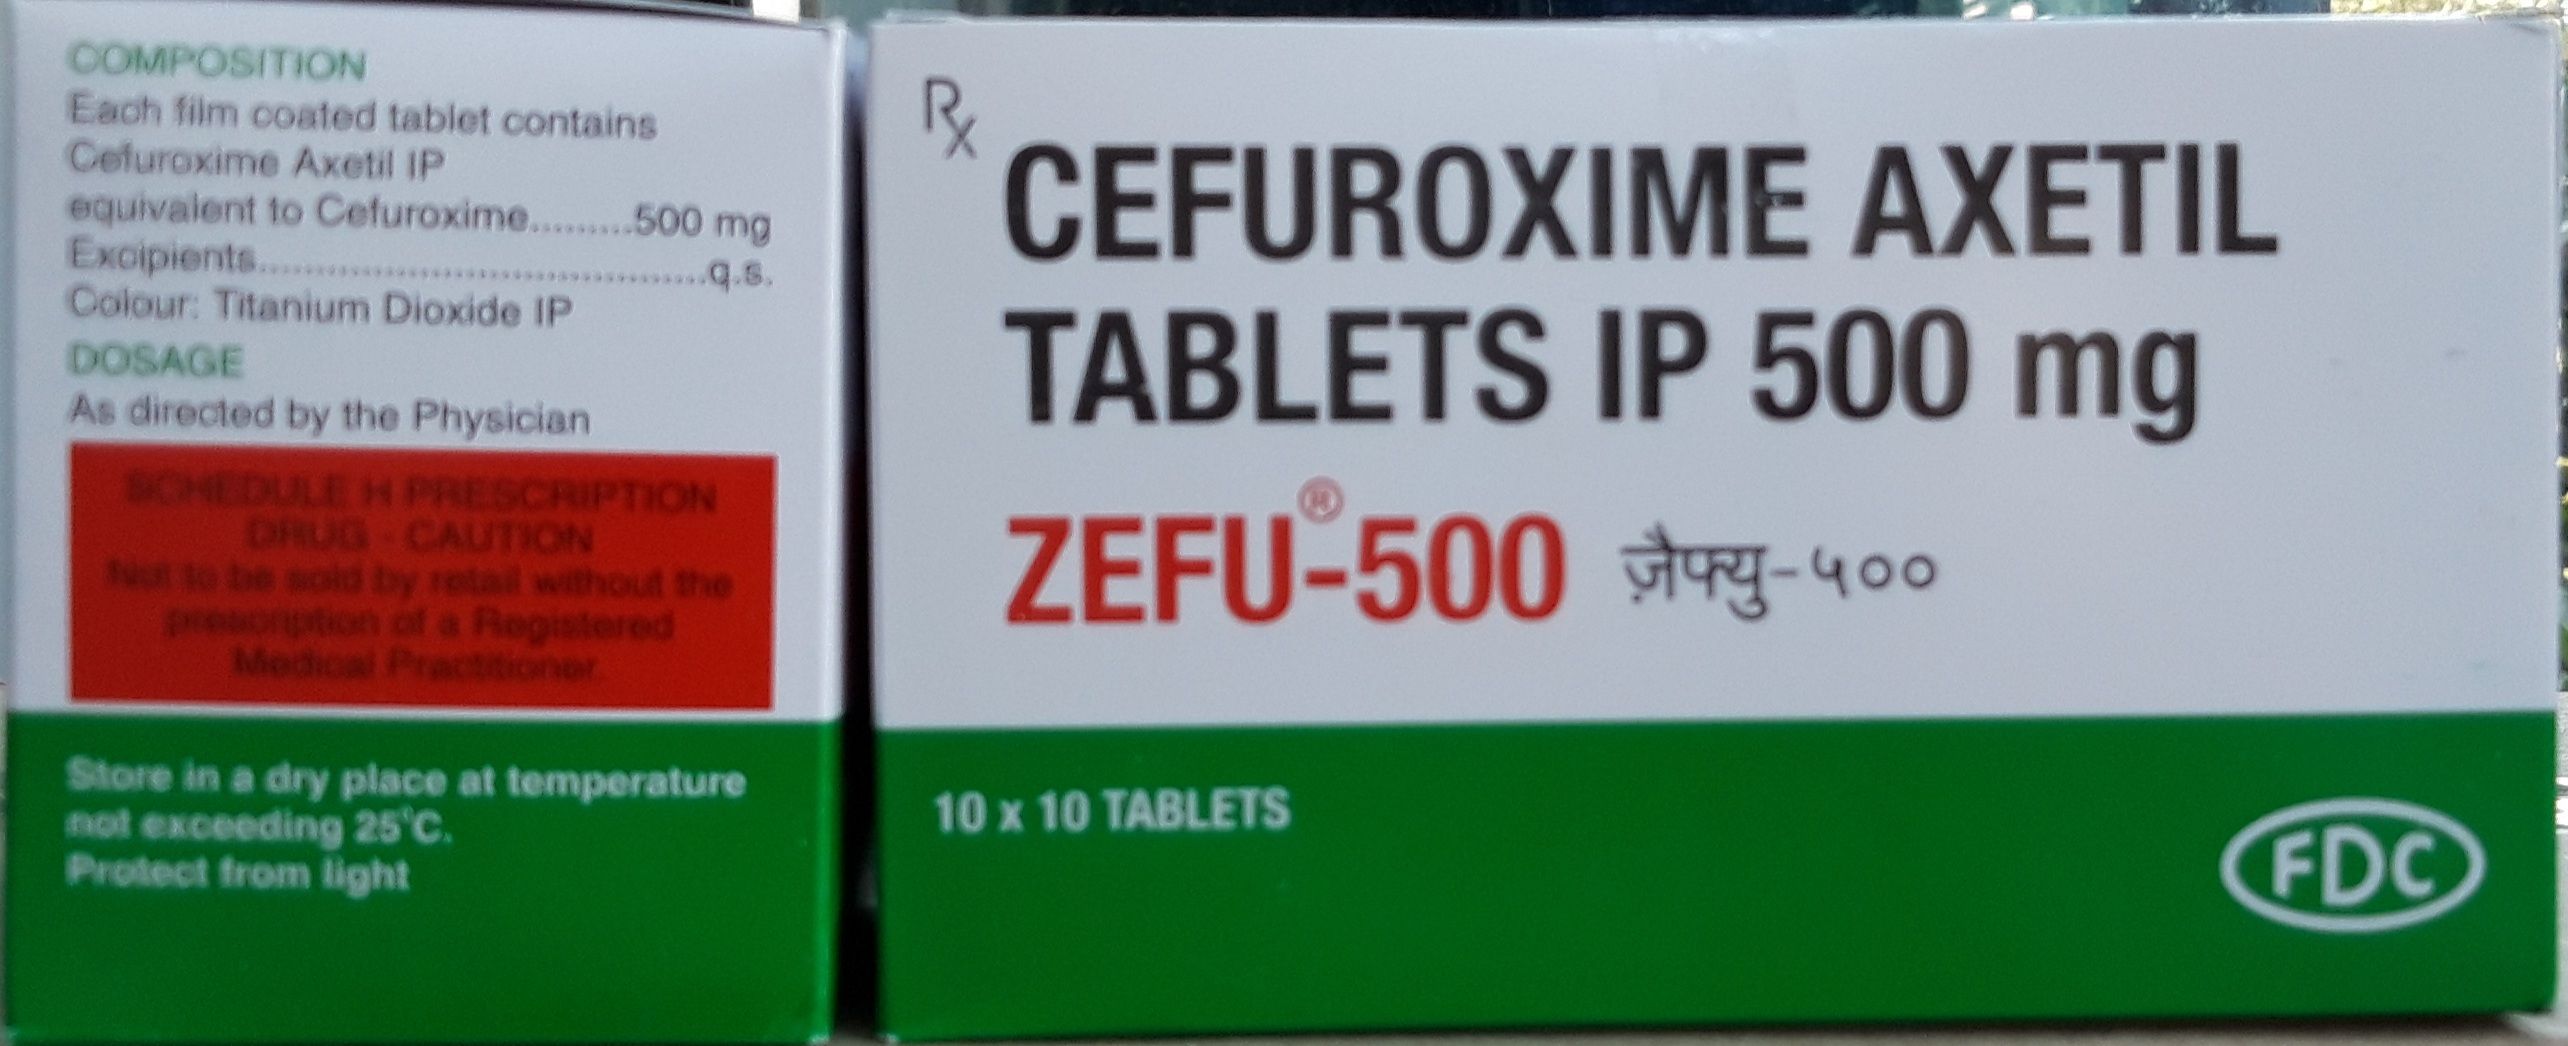 COMPOSITION
Each film coated tablet contains
Cefuroxime Axetil IP
equivalent to Cefuroxime.........500 mg
Excipients........................................q.s.
Colour: Titanium Dioxide IP
DOSAGE
As directed by the Physician
SCHEDULE H PRESCRIPTION
DRUG - CAUTION
Not to be sold by retail without the
prescription of a Registered
Medical Practitioner.
Store in a dry place at temperature
not exceeding 25°C.
Protect from light
Rx
CEFUROXIME AXETIL
TABLETS IP 500 mg
ZEFU®-500 ज़ैफ्यु-५००
10 x 10 TABLETS
FDC